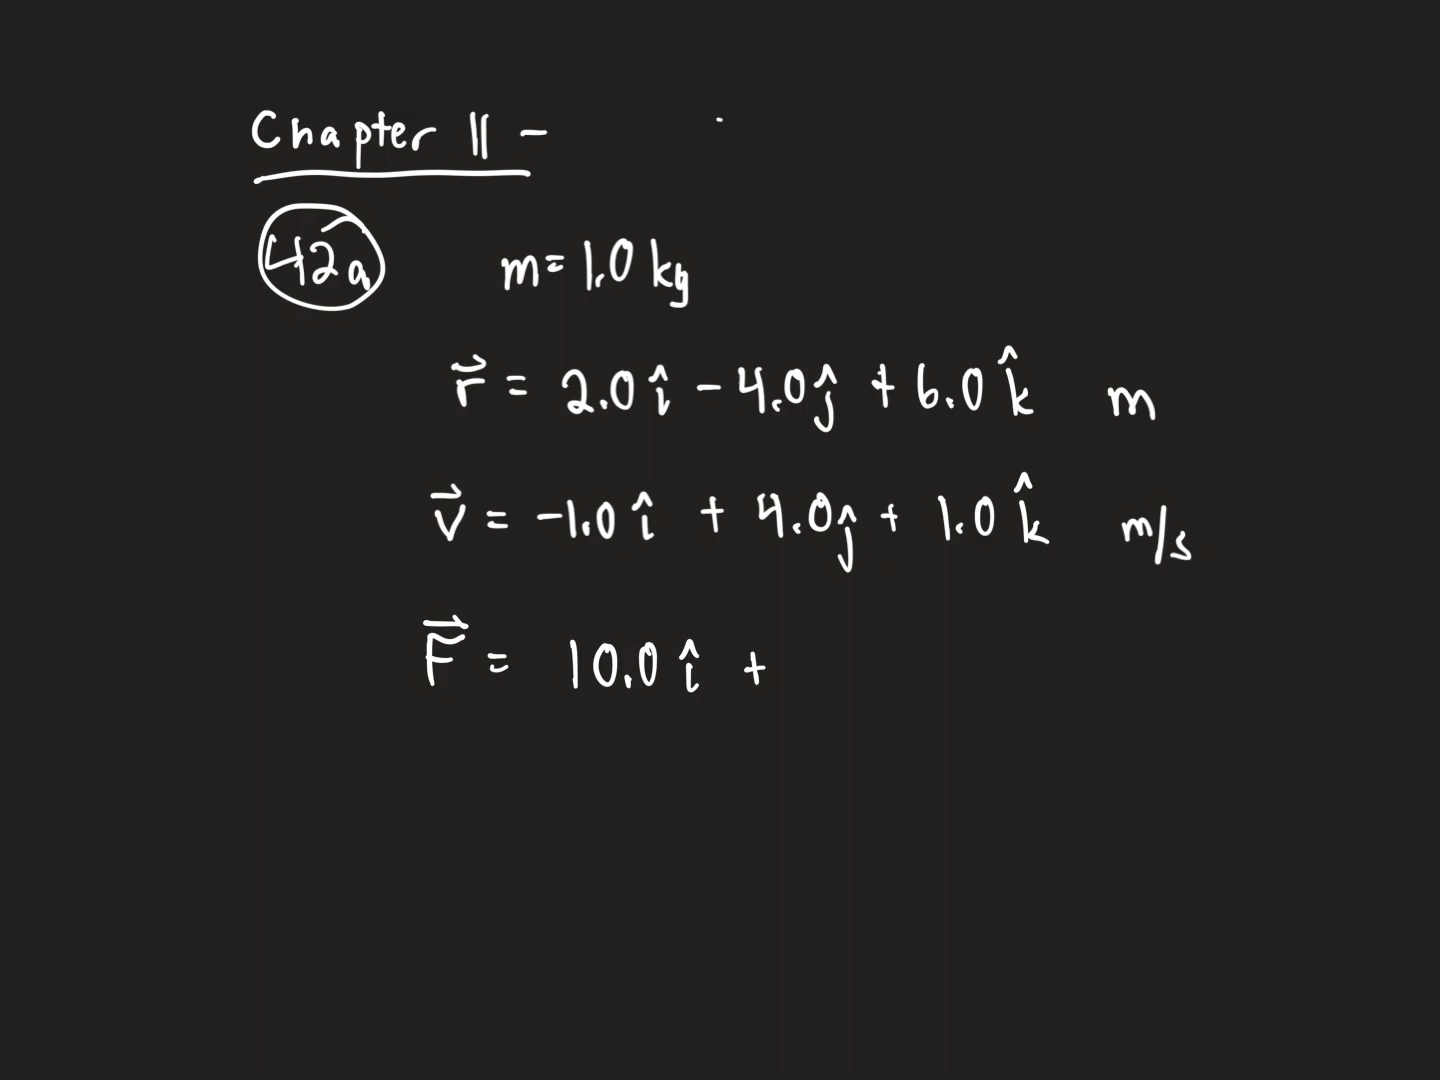 Chapter 11 -
42a m = 1.0 kg
r⃗ = 2.0 î - 4.0 ĵ + 6.0 k̂ m
v⃗ = -1.0 î + 4.0 ĵ + 1.0 k̂ m/s
F⃗ = 10.0 î +